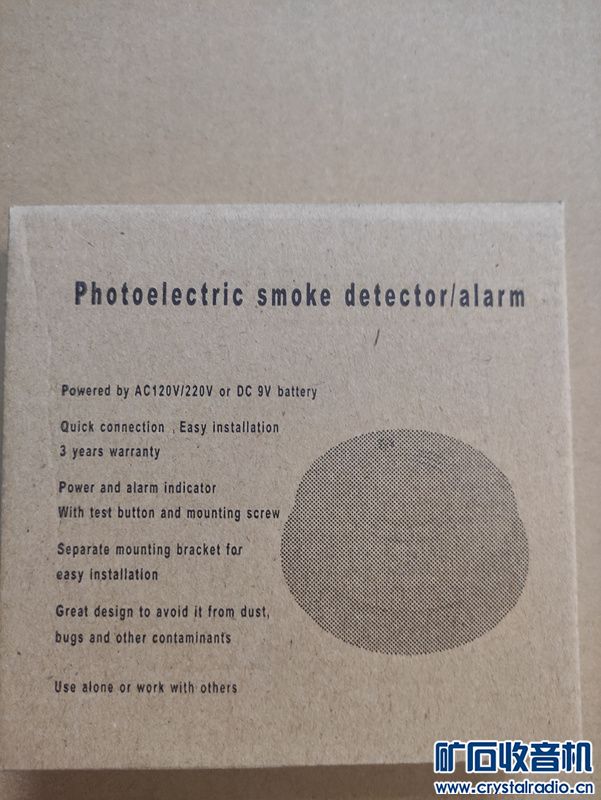 Photoelectric smoke detector/alarm
Powered by AC120V/220V or DC 9V battery
Quick connection , Easy installation
3 years warranty
Power and alarm indicator
With test button and mounting screw
Separate mounting bracket for
easy installation
Great design to avoid it from dust,
bugs and other contaminants
Use alone or work with others
矿石收音机
www.crystalradio.cn